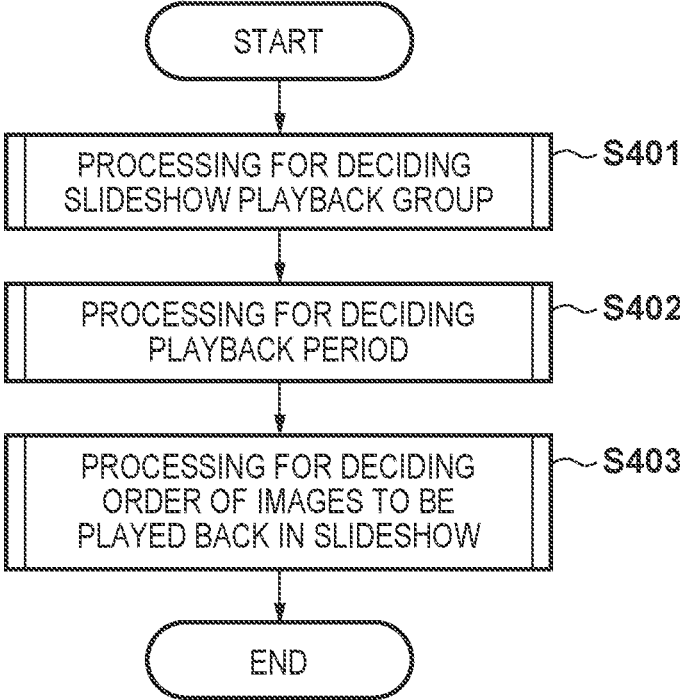 START
PROCESSING FOR DECIDING
SLIDESHOW PLAYBACK GROUP
S401
PROCESSING FOR DECIDING
PLAYBACK PERIOD
S402
PROCESSING FOR DECIDING
ORDER OF IMAGES TO BE
PLAYED BACK IN SLIDESHOW
S403
END